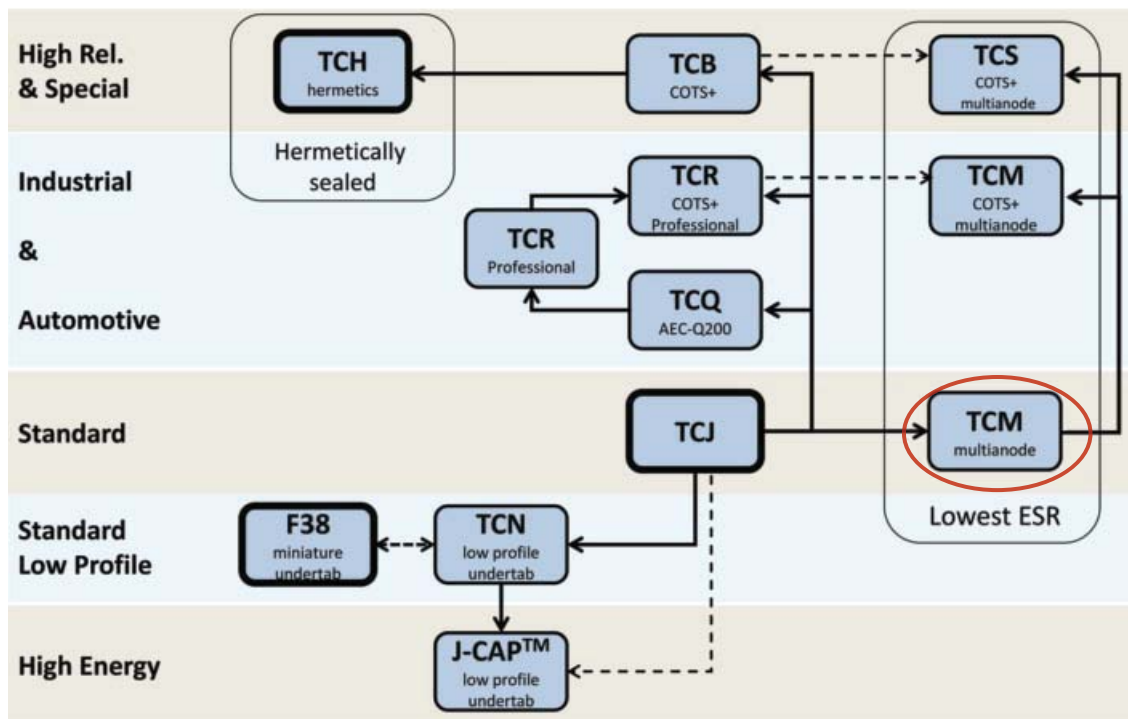 High Rel.
& Special
TCH
hermetics
Hermetically
sealed
TCB
COTS+
TCS
COTS+
multianode
Industrial
&
Automotive
TCR
COTS+
Professional
TCM
COTS+
multianode
TCR
Professional
TCQ
AEC-Q200
Standard
TCJ
TCM
multianode
Lowest ESR
Standard
Low Profile
F38
miniature
undertab
TCN
low profile
undertab
High Energy
J-CAP™
low profile
undertab